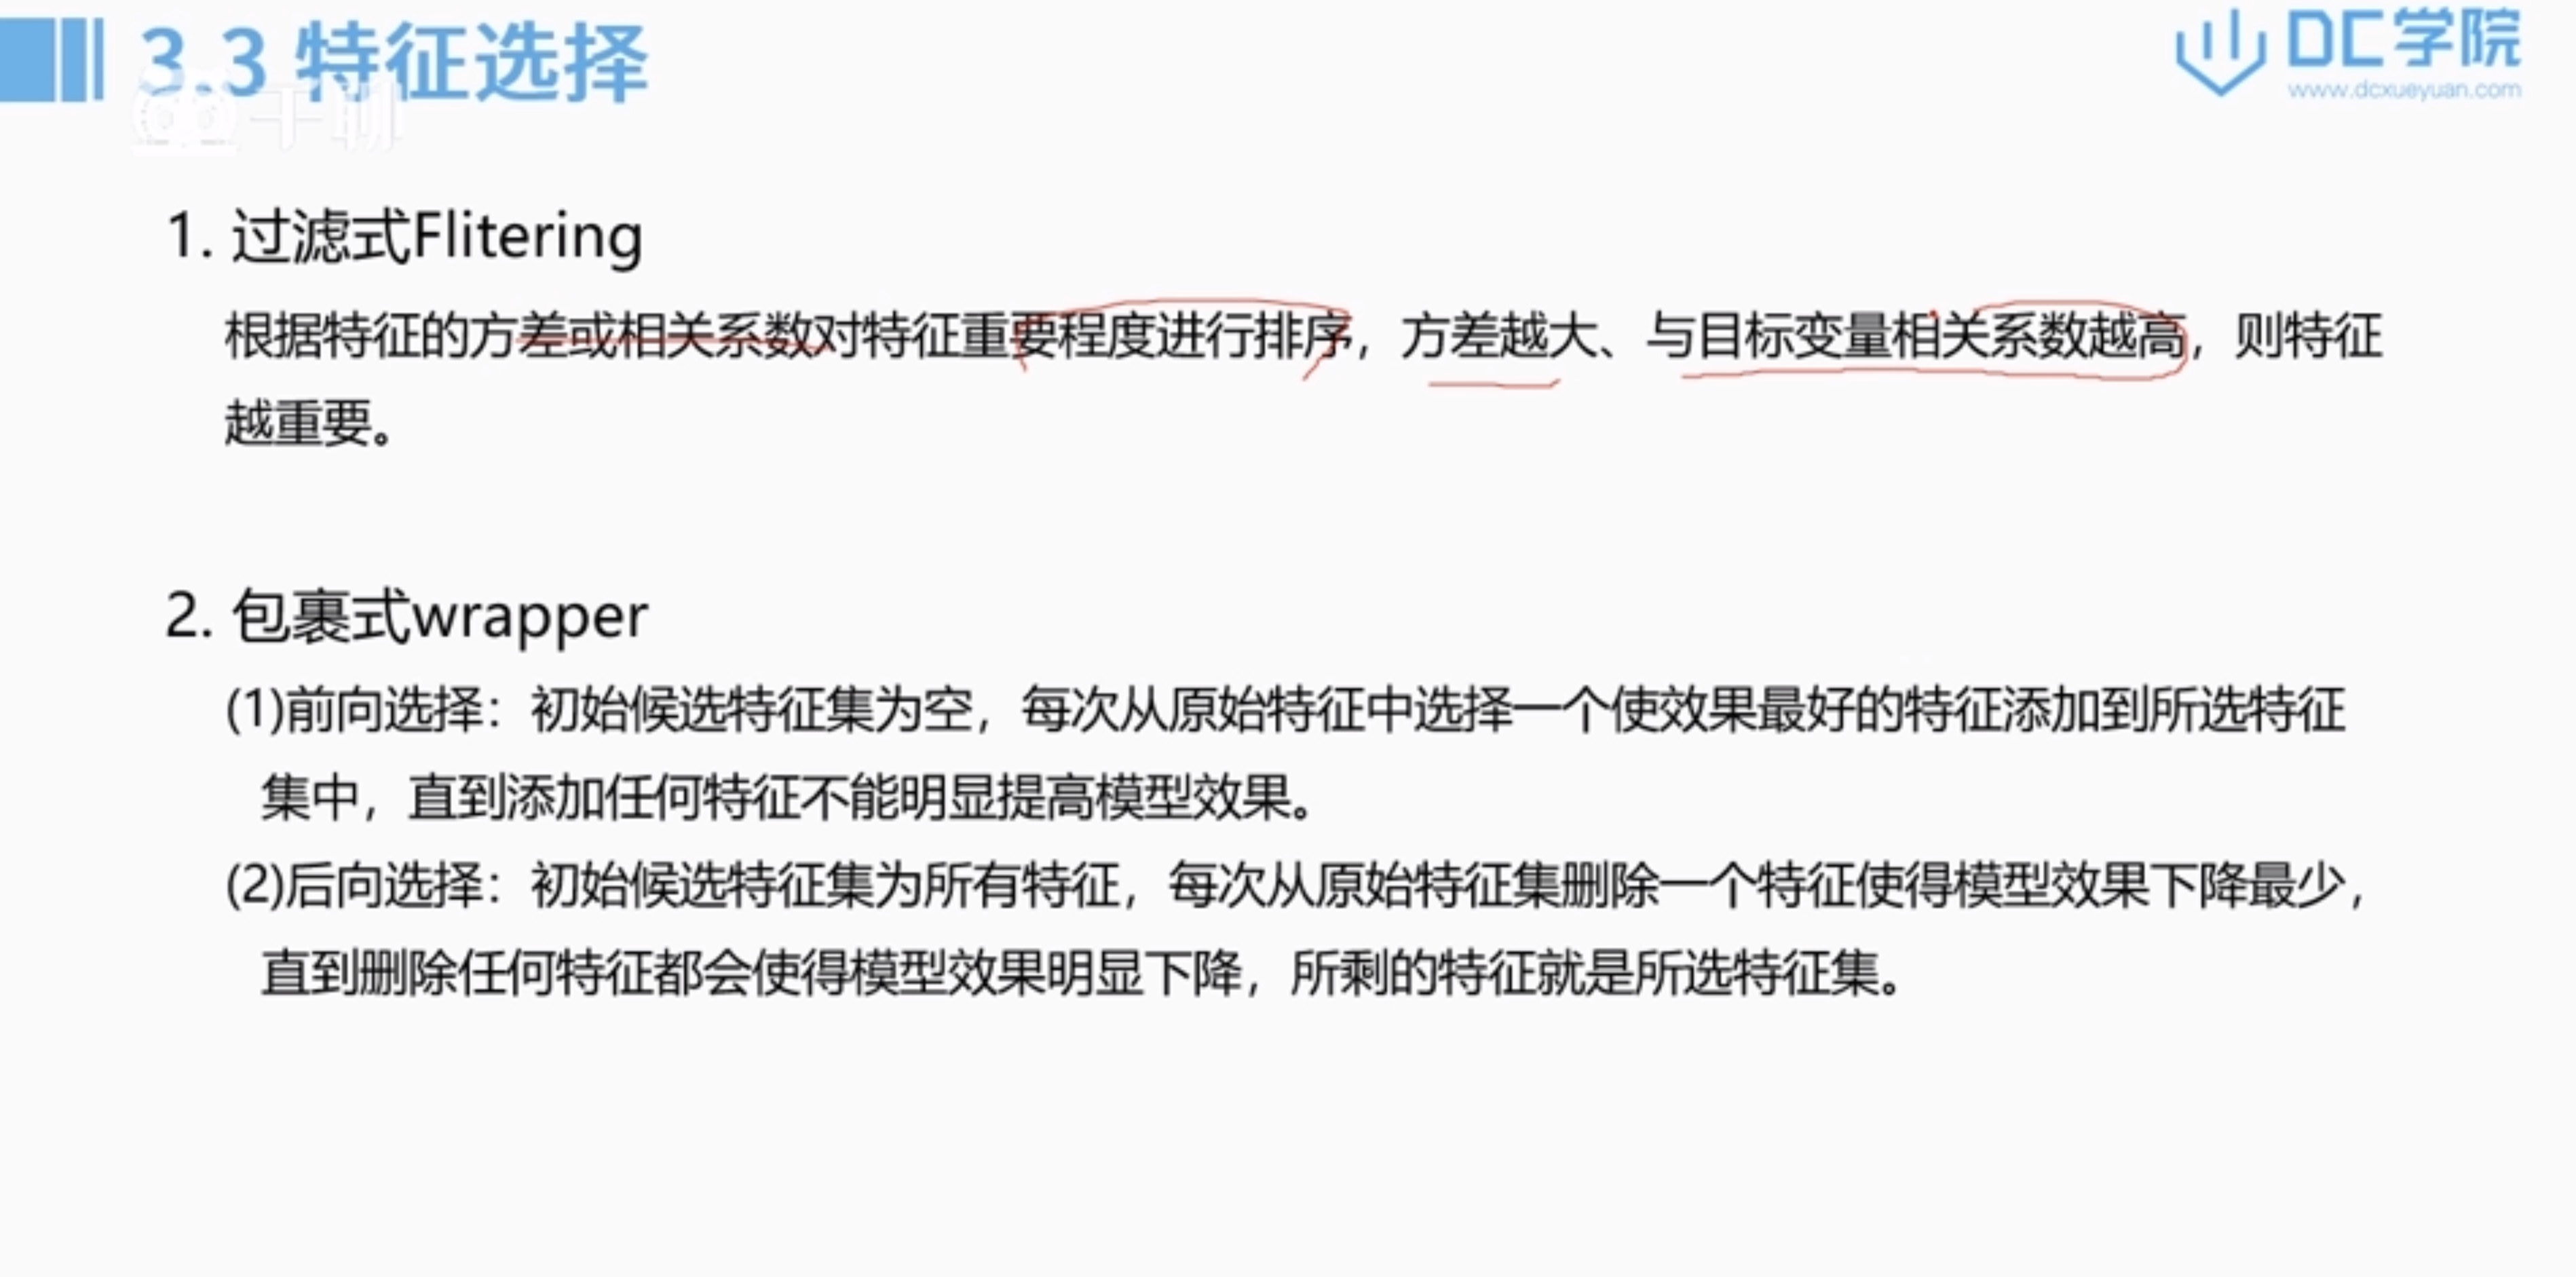 3.3 特征选择
DC学院
www.dcxueyuan.com
千聊
1. 过滤式Flitering
根据特征的方差或相关系数对特征重要程度进行排序，方差越大、与目标变量相关系数越高，则特征
越重要。
2. 包裹式wrapper
(1)前向选择：初始候选特征集为空，每次从原始特征中选择一个使效果最好的特征添加到所选特征
集中，直到添加任何特征不能明显提高模型效果。
(2)后向选择：初始候选特征集为所有特征，每次从原始特征集删除一个特征使得模型效果下降最少，
直到删除任何特征都会使得模型效果明显下降，所剩的特征就是所选特征集。